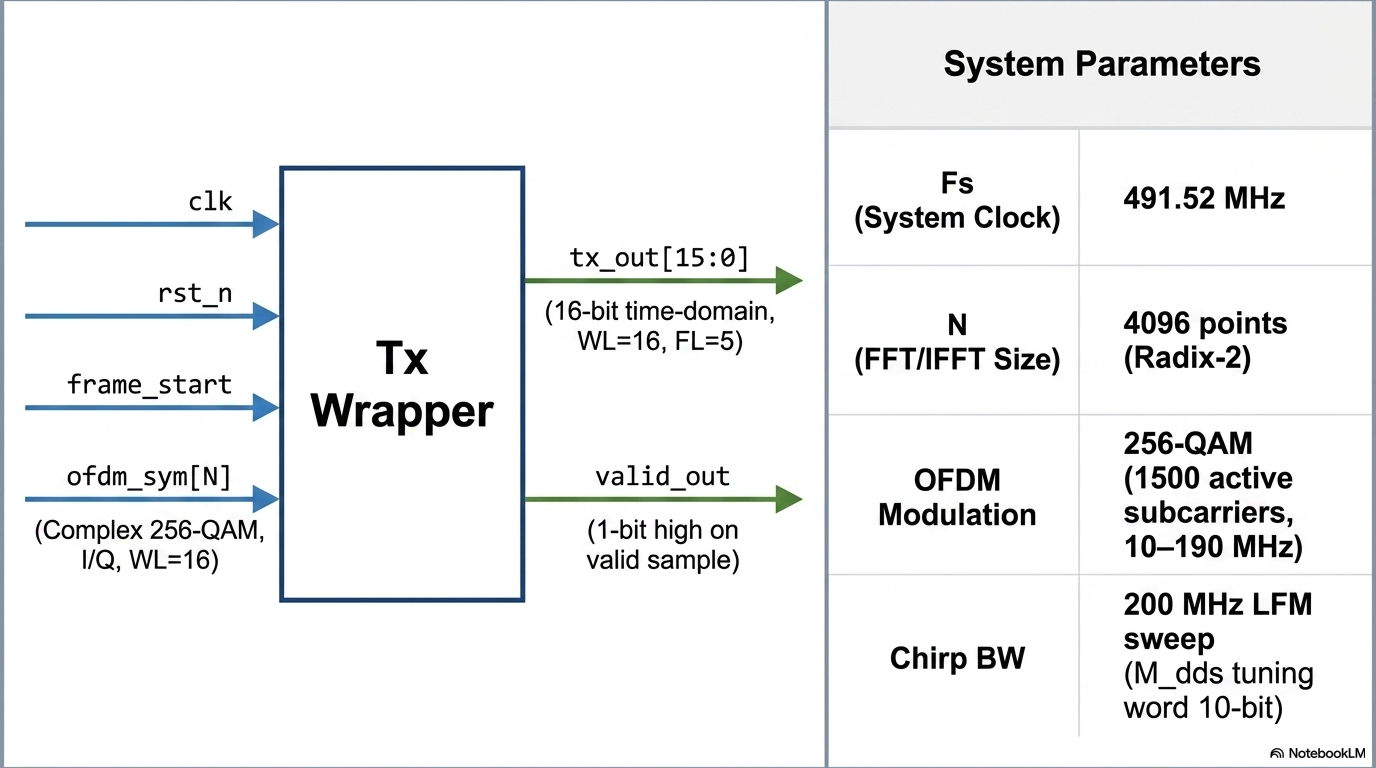 clk
rst_n
frame_start
ofdm_sym[N]
(Complex 256-QAM,
I/Q, WL=16)
Tx
Wrapper
tx_out[15:0]
(16-bit time-domain,
WL=16, FL=5)
valid_out
(1-bit high on
valid sample)
System Parameters
Fs
(System Clock)
491.52 MHz
N
(FFT/IFFT Size)
4096 points
(Radix-2)
OFDM
Modulation
256-QAM
(1500 active
subcarriers,
10–190 MHz)
Chirp BW
200 MHz LFM
sweep
(M_dds tuning
word 10-bit)
NotebookLM